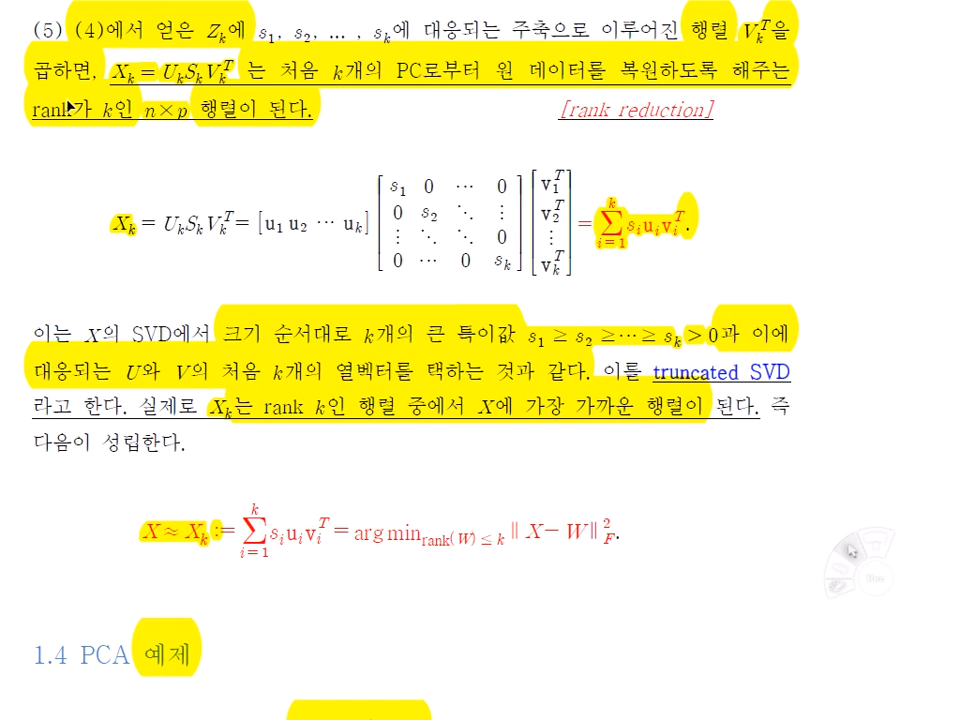 (5) (4)에서 얻은 Z_k에 s_1, s_2, ... , s_k에 대응되는 주축으로 이루어진 행렬 V_k^T을
곱하면, X_k = U_k S_k V_k^T 는 처음 k개의 PC로부터 원 데이터를 복원하도록 해주는
rank가 k인 n×p 행렬이 된다. [rank reduction]
X_k = U_k S_k V_k^T = [u_1 u_2 ⋯ u_k] [s_1 0 ⋯ 0; 0 s_2 ⋱ ⋮; ⋮ ⋱ ⋱ 0; 0 ⋯ 0 s_k] [v_1^T; v_2^T; ⋮; v_k^T] = ∑_{i=1}^{k} s_i u_i v_i^T.
이는 X의 SVD에서 크기 순서대로 k개의 큰 특이값 s_1 ≥ s_2 ≥ ⋯ ≥ s_k > 0과 이에
대응되는 U와 V의 처음 k개의 열벡터를 택하는 것과 같다. 이를 truncated SVD
라고 한다. 실제로 X_k는 rank k인 행렬 중에서 X에 가장 가까운 행렬이 된다. 즉
다음이 성립한다.
X ≈ X_k := ∑_{i=1}^{k} s_i u_i v_i^T = arg min_{rank(W) ≤ k} ‖X − W‖_F^2.
1.4 PCA 예제